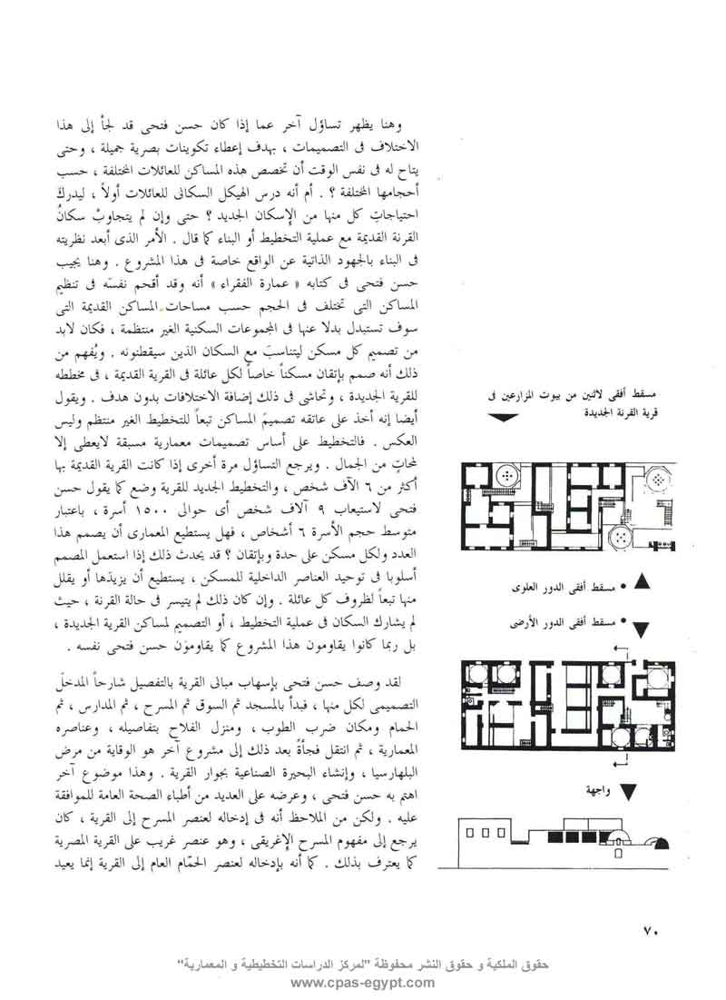 وهنا يظهر تساؤل آخر عما إذا كان حسن فتحى قد لجأ إلى هذا
الاختلاف فى التصميمات ، بهدف إعطاء تكوينات بصرية جميلة ، وحتى
يتاح له فى نفس الوقت أن تخصص هذه المساكن للعائلات المختلفة ، حسب
أحجامها المختلفة ؟ . أم أنه درس الهيكل السكانى للعائلات أولاً ، ليدرك
احتياجاتِ كل منها من الإسكان الجديد ؟ حتى وإن لم يتجاوبْ سكانُ
القرنة القديمة مع عملية التخطيط أو البناء كما قال . الأمر الذى أبعد نظريته
فى البناء بالجهود الذاتية عن الواقع خاصة فى هذا المشروع . وهنا يجيب
حسن فتحى فى كتابه « عمارة الفقراء » أنه وقد أقحم نفسَه فى تنظيم
المساكن التى تختلف فى الحجم حسب مساحات المساكن القديمة التى
سوف تستبدل بدلا عنها فى المجموعات السكنية الغير منتظمة ، فكان لابد
من تصميم كل مسكن ليتناسبَ مع السكان الذين سيقطنونه . ويُفهم من
ذلك أنه صمم بإتقان مسكناً خاصاً لكل عائلة فى القرية القديمة ، فى مخططه
للقرية الجديدة ، وتحاشى فى ذلك إضافة الاختلافات بدون هدف . ويقول
أيضا إنه أخذ على عاتقه تصميمَ المساكن تبعاً للتخطيط الغير منتظم وليس
العكس . فالتخطيط على أساس تصميمات معمارية مسبقة لايعطى إلا
لمحاتٍ من الجمال . ويرجع التساؤل مرة أخرى إذا كانت القرية القديمة بها
أكثر من ٦ الآف شخص ، والتخطيط الجديد للقرية وضع كما يقول حسن
فتحى لاستيعاب ٩ آلاف شخص أى حوالى ١٥٠٠ أسرة ، باعتبار
متوسط حجم الأسرة ٦ أشخاص ، فهل يستطيع المعمارى أن يصمم هذا
العدد ولكل مسكن على حدة وبإتقان ؟ قد يحدث ذلك إذا استعمل المصمم
أسلوبا فى توحيد العناصر الداخلية للمسكن ، يستطيع أن يزيدَها أو يقلل
منها تبعاً لظروف كل عائلة . وإن كان ذلك لم يتيسر فى حالة القرنة ، حيث
لم يشارك السكان فى عملية التخطيط ، أو التصميم لمساكن القرية الجديدة ،
بل ربما كانوا يقاومون هذا المشروع كما يقاومون حسن فتحى نفسه .
لقد وصف حسن فتحى بإسهاب مبانى القرية بالتفصيل شارحاً المدخلَ
التصميمى لكل منها ، فبدأ بالمسجد ثم السوق ثم المسرح ، ثم المدارس ، ثم
الحمام ومكان ضرب الطوب ، ومنزل الفلاح بتفاصيله ، وعناصره
المعمارية ، ثم انتقل فجأةً بعد ذلك إلى مشروع آخر هو الوقاية من مرض
البلهارسيا ، وإنشاء البحيرة الصناعية بجوار القرية . وهذا موضوع آخر
اهتم به حسن فتحى ، وعرضه على العديد من أطباء الصحة العامة للموافقة
عليه . ولكن من الملاحظ أنه فى إدخاله لعنصر المسرح إلى القرية ، كان
يرجع إلى مفهوم المسرح الإغريقى ، وهو عنصر غريب على القرية المصرية
كما يعترف بذلك . كما أنه بإدخاله لعنصر الحمّام العام إلى القرية إنما يعيد
مسقط أفقى لاثنين من بيوت المزارعين فى
قرية القرنة الجديدة
• مسقط أفقى الدور العلوى
• مسقط أفقى الدور الأرضى
واجهة
٧٠
حقوق الملكية و حقوق النشر محفوظة "لمركز الدراسات التخطيطية و المعمارية"
www.cpas-egypt.com